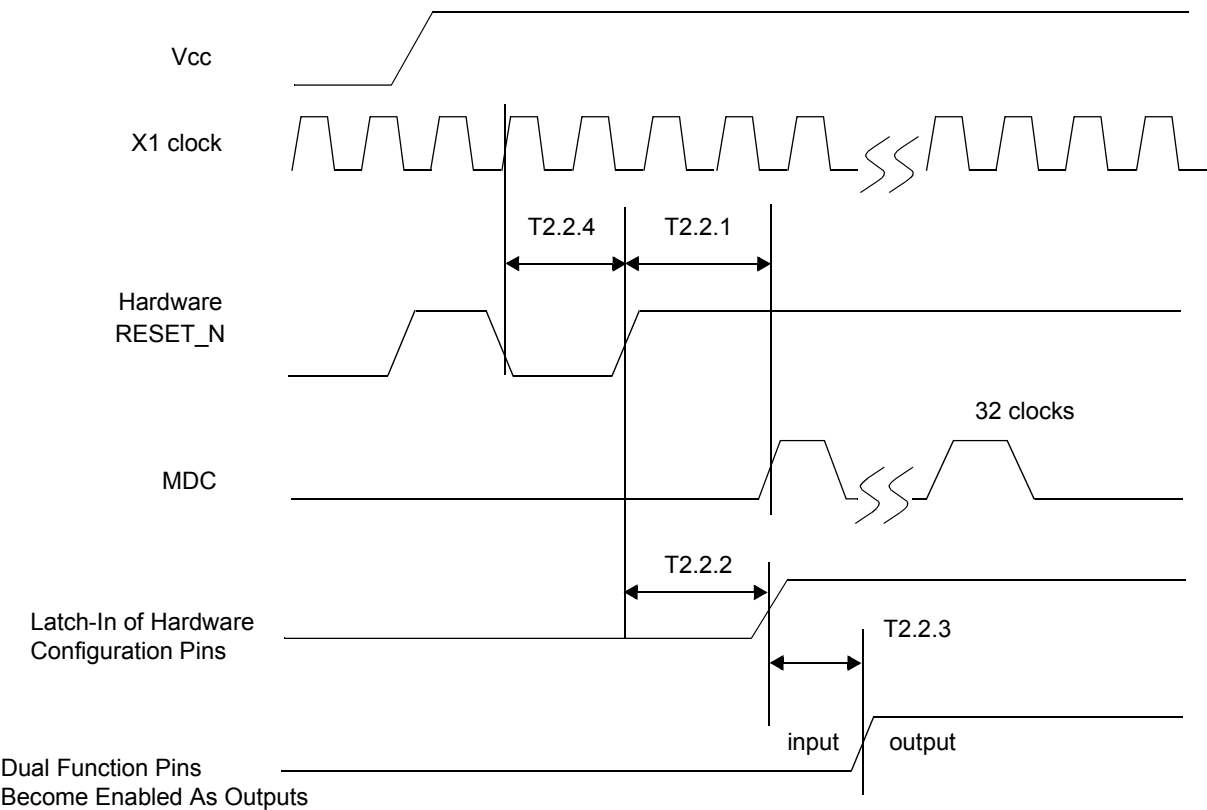 Vcc
X1 clock
T2.2.4
T2.2.1
Hardware
RESET_N
32 clocks
MDC
T2.2.2
Latch-In of Hardware
Configuration Pins
T2.2.3
input
output
Dual Function Pins
Become Enabled As Outputs